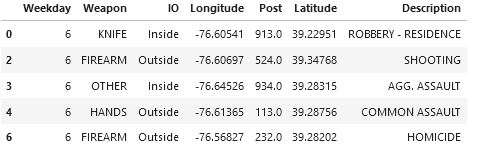 Weekday Weapon IO Longitude Post Latitude Description
0 6 KNIFE Inside -76.60541 913.0 39.22951 ROBBERY - RESIDENCE
2 6 FIREARM Outside -76.60697 524.0 39.34768 SHOOTING
3 6 OTHER Inside -76.64526 934.0 39.28315 AGG. ASSAULT
4 6 HANDS Outside -76.61365 113.0 39.28756 COMMON ASSAULT
6 6 FIREARM Outside -76.56827 232.0 39.28202 HOMICIDE